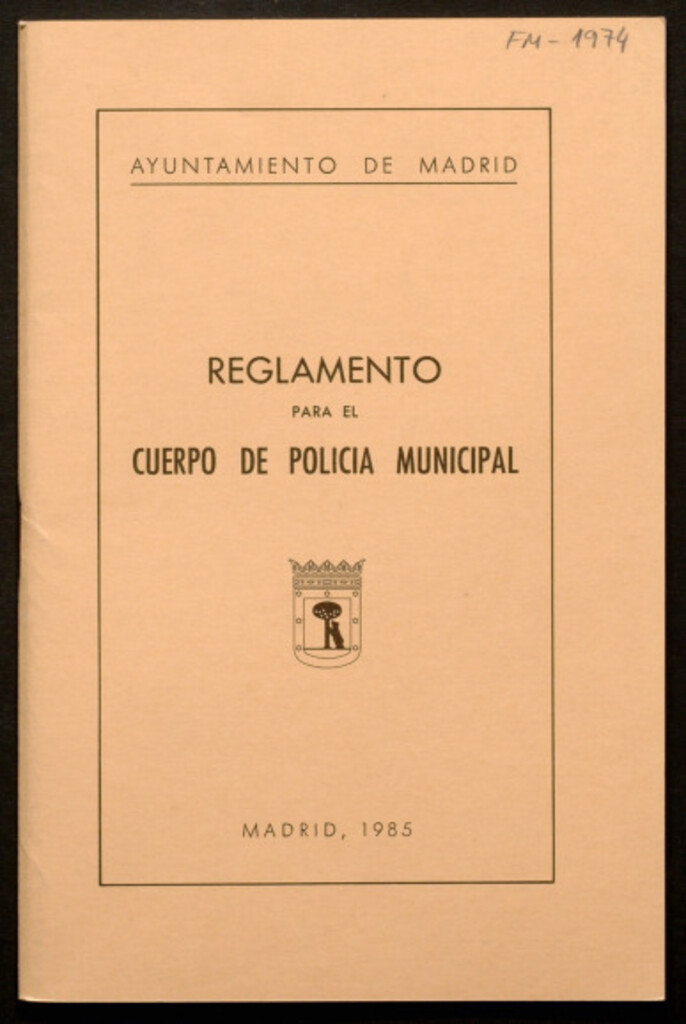 FM - 1974
AYUNTAMIENTO DE MADRID
REGLAMENTO
PARA EL
CUERPO DE POLICIA MUNICIPAL
MADRID, 1985